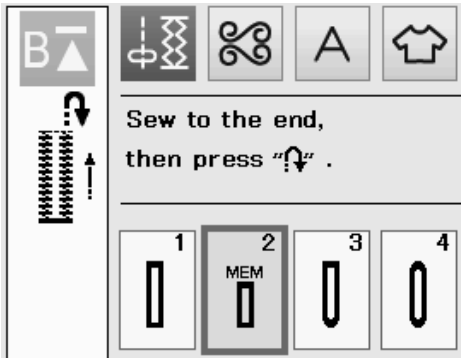 B
A
Sew to the end,
then press "↷" .
1
2
3
4
MEM